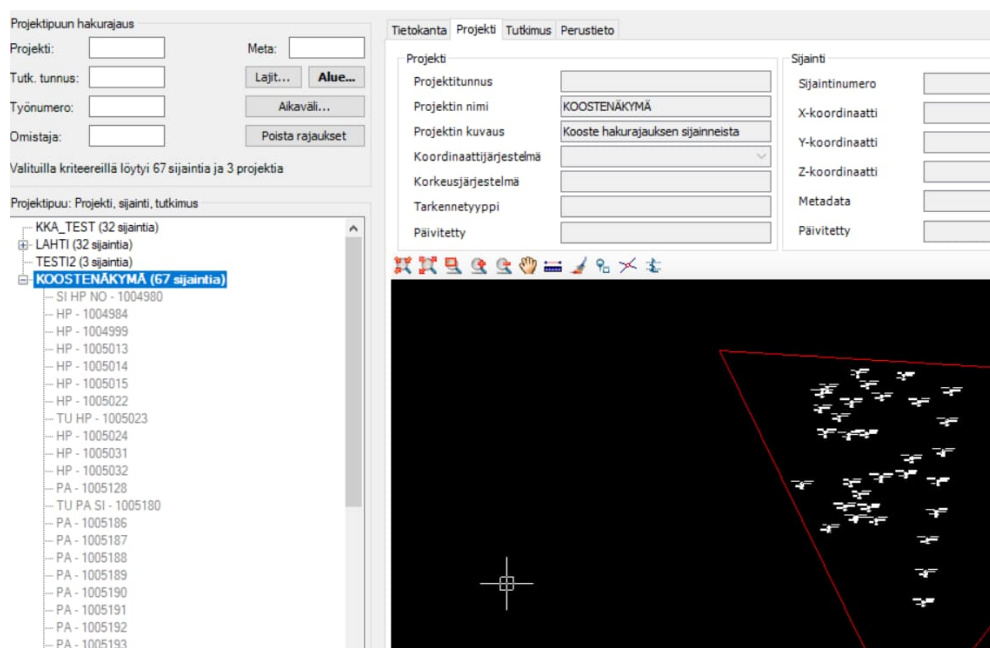 Projektipuun hakurajaus
Projekti:
Meta:
Tutk. tunnus:
Lajit...
Alue...
Työnumero:
Aikaväli...
Omistaja:
Poista rajaukset
Valituilla kriteereillä löytyi 67 sijaintia ja 3 projektia
Projektipuu: Projekti, sijainti, tutkimus
KKA_TEST (32 sijaintia)
LAHTI (32 sijaintia)
TESTI2 (3 sijaintia)
KOOSTENÄKYMÄ (67 sijaintia)
SI HP NO - 1004980
HP - 1004984
HP - 1004999
HP - 1005013
HP - 1005014
HP - 1005015
HP - 1005022
TU HP - 1005023
HP - 1005024
HP - 1005031
HP - 1005032
PA - 1005128
TU PA SI - 1005180
PA - 1005186
PA - 1005187
PA - 1005188
PA - 1005189
PA - 1005190
PA - 1005191
PA - 1005192
PA - 1005193
Tietokanta Projekti Tutkimus Perustieto
Projekti
Projektitunnus
Projektin nimi KOOSTENÄKYMÄ
Projektin kuvaus Kooste hakurajauksen sijainneista
Koordinaattijärjestelmä
Korkeusjärjestelmä
Tarkennetyyppi
Päivitetty
Sijainti
Sijaintinumero
X-koordinaatti
Y-koordinaatti
Z-koordinaatti
Metadata
Päivitetty